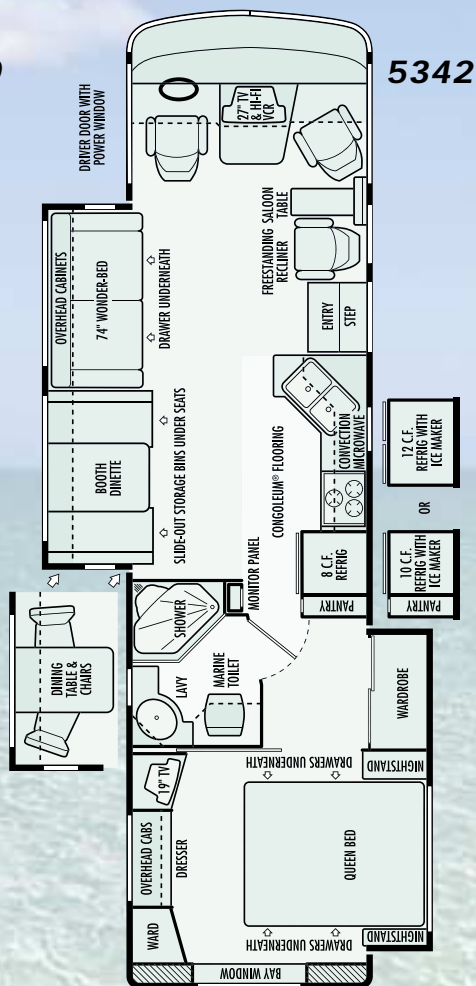 5342
DRIVER DOOR WITH
POWER WINDOW
27" TV
& HI-FI
VCR
OVERHEAD CABINETS
74" WONDER-BED
DRAWER UNDERNEATH
FREESTANDING SALOON
RECLINER TABLE
ENTRY
STEP
BOOTH
DINETTE
SLIDE-OUT STORAGE BINS UNDER SEATS
CONGOLEUM® FLOORING
CONVECTION
MICROWAVE
12 C.F.
REFRIG WITH
ICE MAKER
OR
10 C.F.
REFRIG WITH
ICE MAKER
PANTRY
8 C.F.
REFRIG
PANTRY
MONITOR PANEL
DINING
TABLE &
CHAIRS
SHOWER
LAVY
MARINE
TOILET
WARDROBE
19" TV
DRAWERS UNDERNEATH
NIGHTSTAND
OVERHEAD CABS
DRESSER
QUEEN BED
WARD
DRAWERS UNDERNEATH
NIGHTSTAND
BAY WINDOW